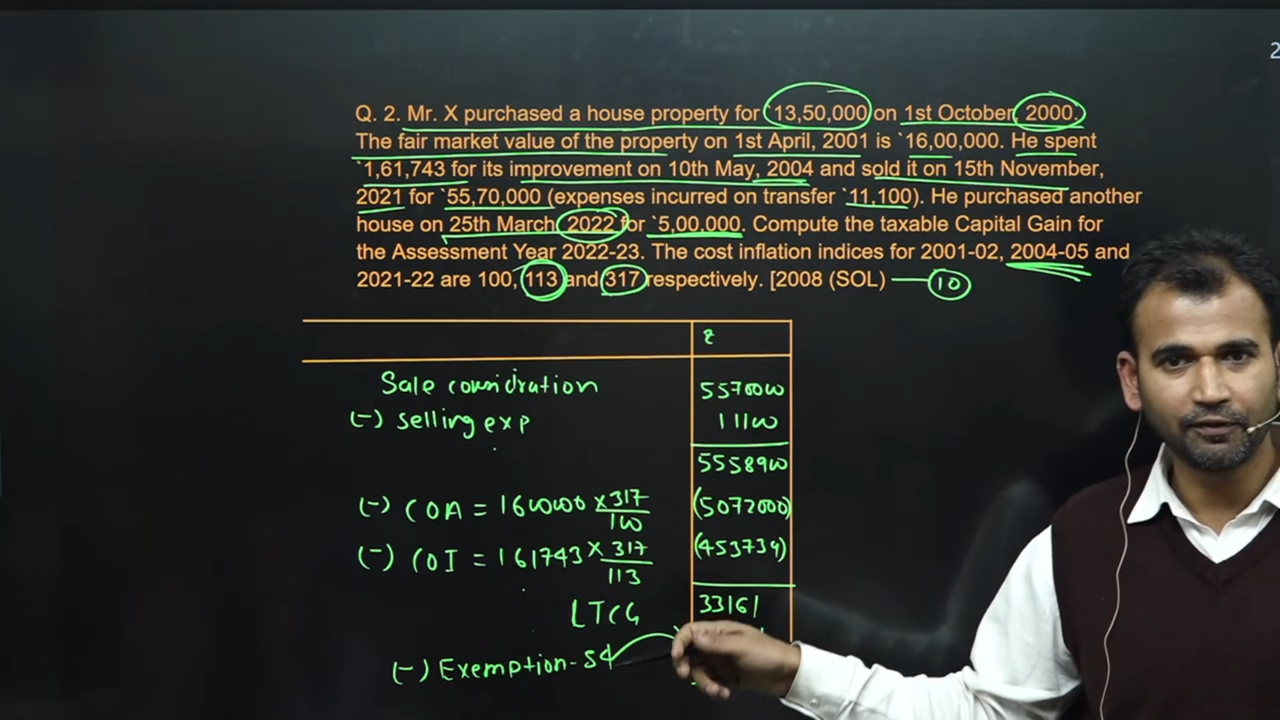 2
Q. 2. Mr. X purchased a house property for `13,50,000 on 1st October, 2000.
The fair market value of the property on 1st April, 2001 is `16,00,000. He spent
`1,61,743 for its improvement on 10th May, 2004 and sold it on 15th November,
2021 for `55,70,000 (expenses incurred on transfer `11,100). He purchased another
house on 25th March, 2022 for `5,00,000. Compute the taxable Capital Gain for
the Assessment Year 2022-23. The cost inflation indices for 2001-02, 2004-05 and
2021-22 are 100, 113 and 317 respectively. [2008 (SOL) — 10
₹
Sale considration 5570000
(-) Selling exp 11100
5558900
(-) COA = 1600000 × 317/100 (5072000)
(-) COI = 161743 × 317/113 (453739)
LTCG 33161
(-) Exemption - 54